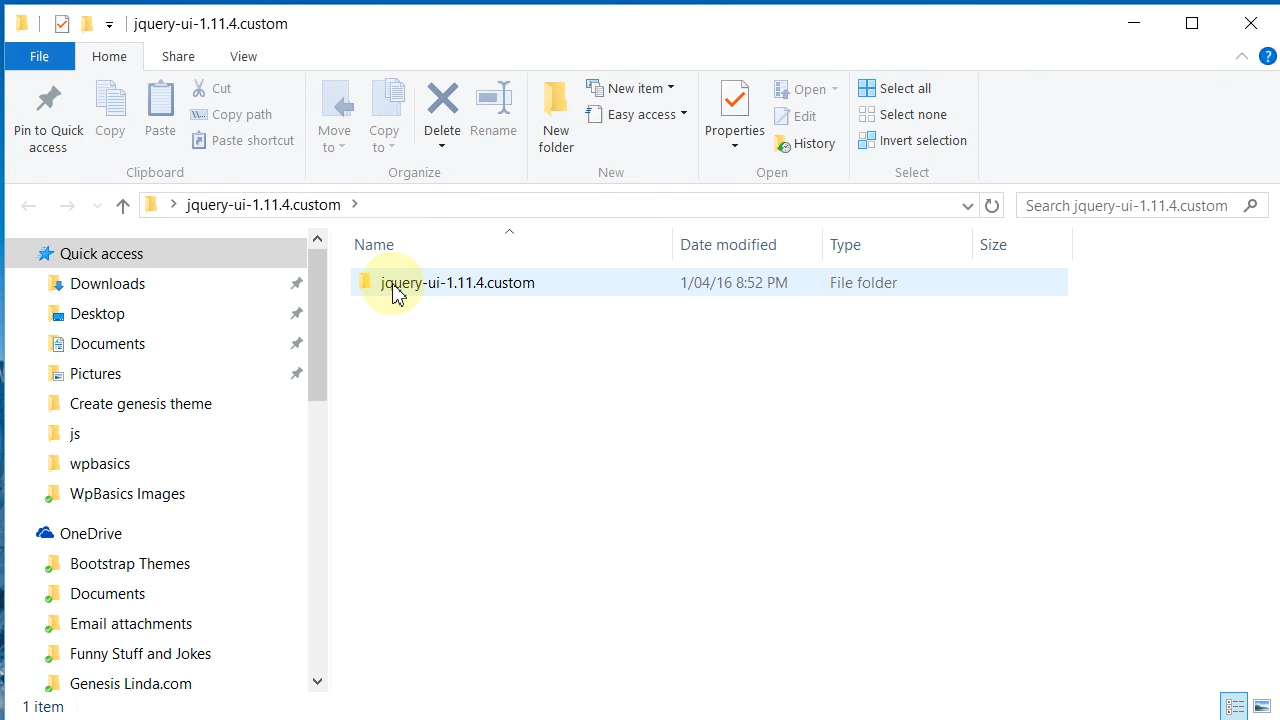 jquery-ui-1.11.4.custom
File Home Share View
Pin to Quick access
Copy
Paste
Cut
Copy path
Paste shortcut
Clipboard
Move to
Copy to
Delete
Rename
Organize
New folder
New item
Easy access
New
Properties
Open
Edit
History
Open
Select all
Select none
Invert selection
Select
jquery-ui-1.11.4.custom
Search jquery-ui-1.11.4.custom
Name Date modified Type Size
jquery-ui-1.11.4.custom 1/04/16 8:52 PM File folder
Quick access
Downloads
Desktop
Documents
Pictures
Create genesis theme
js
wpbasics
WpBasics Images
OneDrive
Bootstrap Themes
Documents
Email attachments
Funny Stuff and Jokes
Genesis Linda.com
1 item